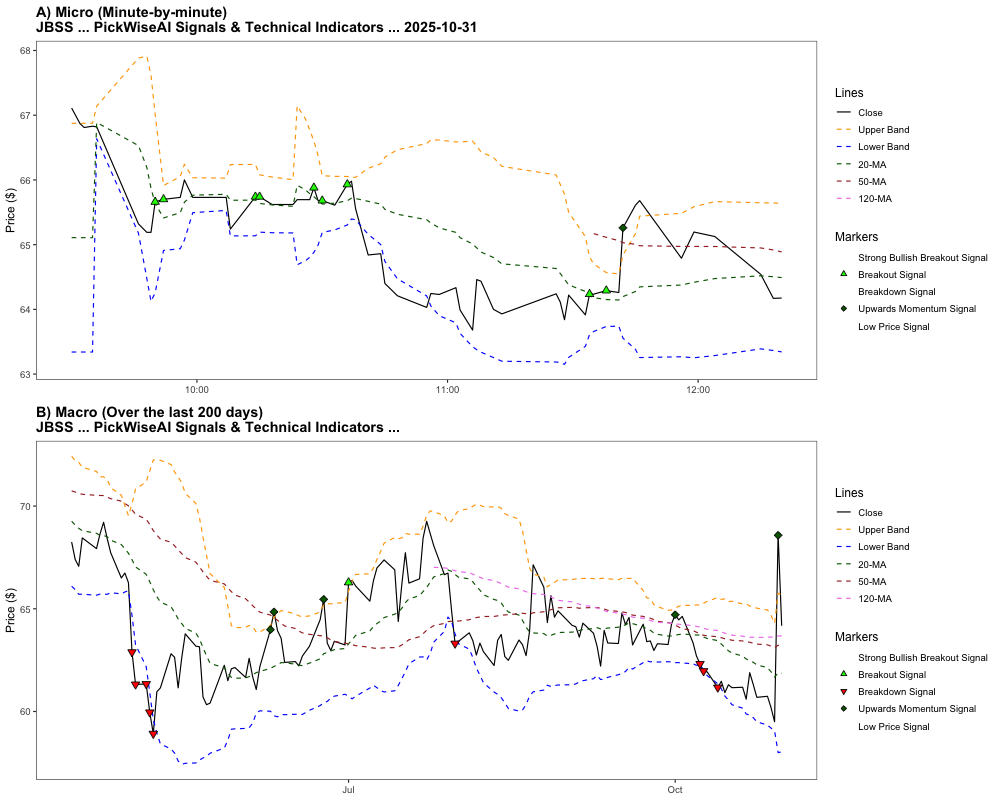 A) Micro (Minute-by-minute)
JBSS ... PickWiseAI Signals & Technical Indicators ... 2025-10-31
68
67
66
65
64
63
Price ($)
10:00
11:00
12:00
Lines
Close
Upper Band
Lower Band
20-MA
50-MA
120-MA
Markers
Strong Bullish Breakout Signal
Breakout Signal
Breakdown Signal
Upwards Momentum Signal
Low Price Signal
B) Macro (Over the last 200 days)
JBSS ... PickWiseAI Signals & Technical Indicators ...
70
65
60
Price ($)
Jul
Oct
Lines
Close
Upper Band
Lower Band
20-MA
50-MA
120-MA
Markers
Strong Bullish Breakout Signal
Breakout Signal
Breakdown Signal
Upwards Momentum Signal
Low Price Signal